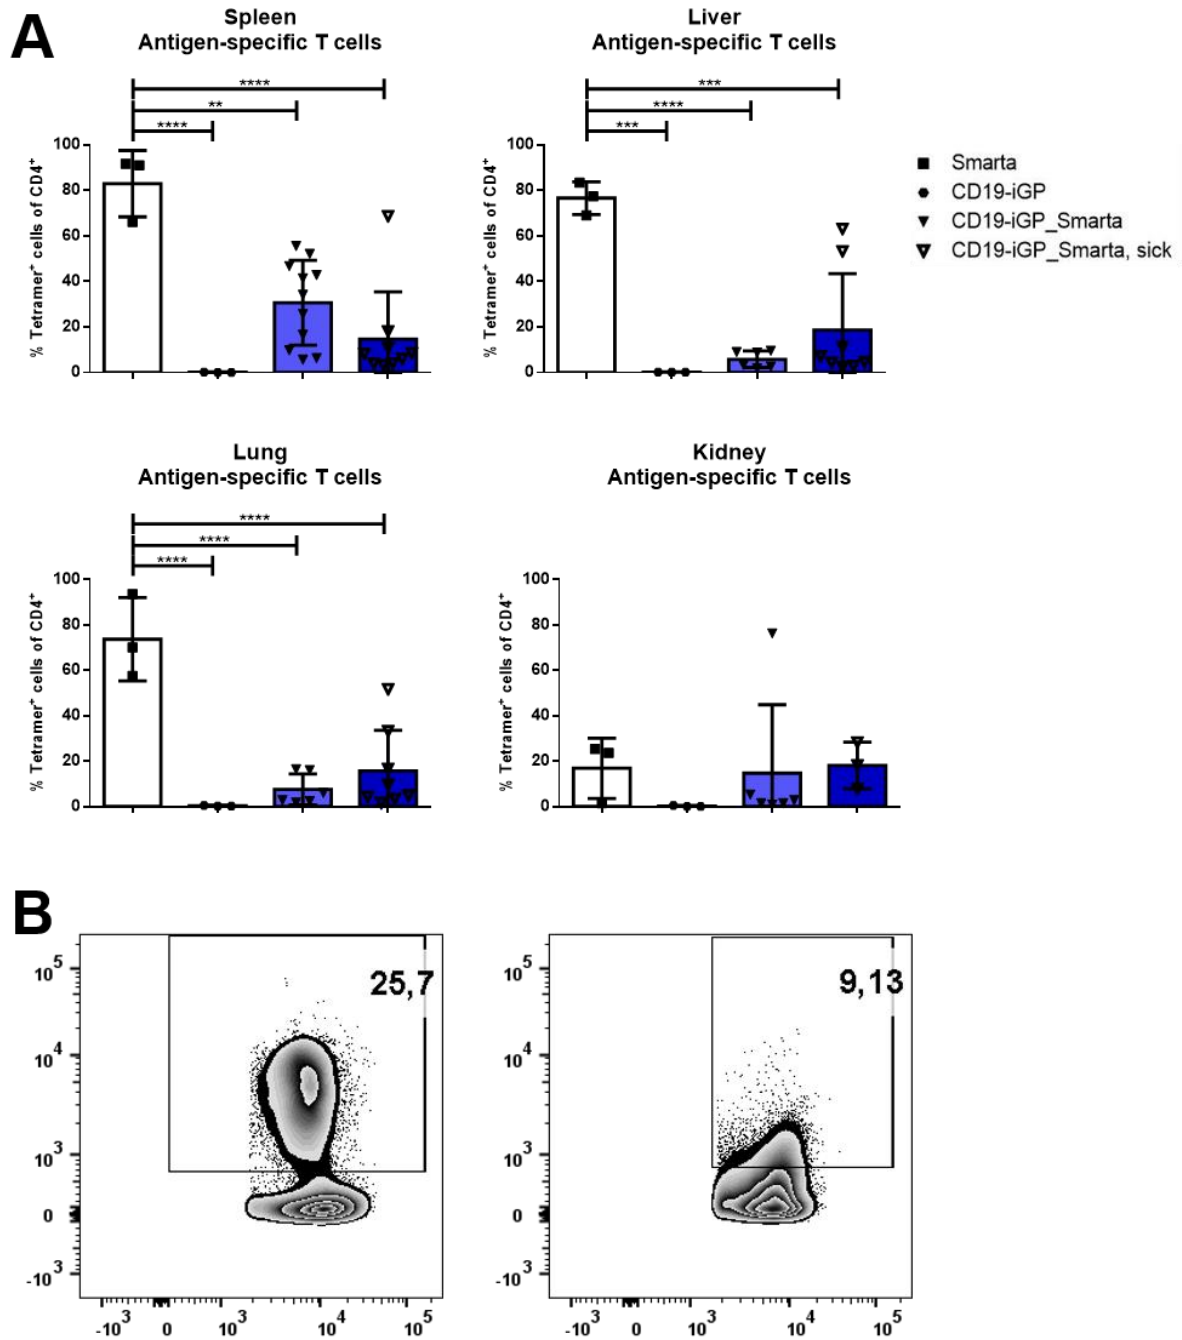 A
Spleen
Antigen-specific T cells
****
**
****
% Tetramer+ cells of CD4+
100
80
60
40
20
0
Liver
Antigen-specific T cells
***
****
***
% Tetramer+ cells of CD4+
100
80
60
40
20
0
Smarta
CD19-iGP
CD19-iGP_Smarta
CD19-iGP_Smarta, sick
Lung
Antigen-specific T cells
****
****
****
% Tetramer+ cells of CD4+
100
80
60
40
20
0
Kidney
Antigen-specific T cells
% Tetramer+ cells of CD4+
100
80
60
40
20
0
B
25,7
10^5
10^4
10^3
0
-10^3
-10^3 0 10^3 10^4 10^5
9,13
10^5
10^4
10^3
0
-10^3
-10^3 0 10^3 10^4 10^5